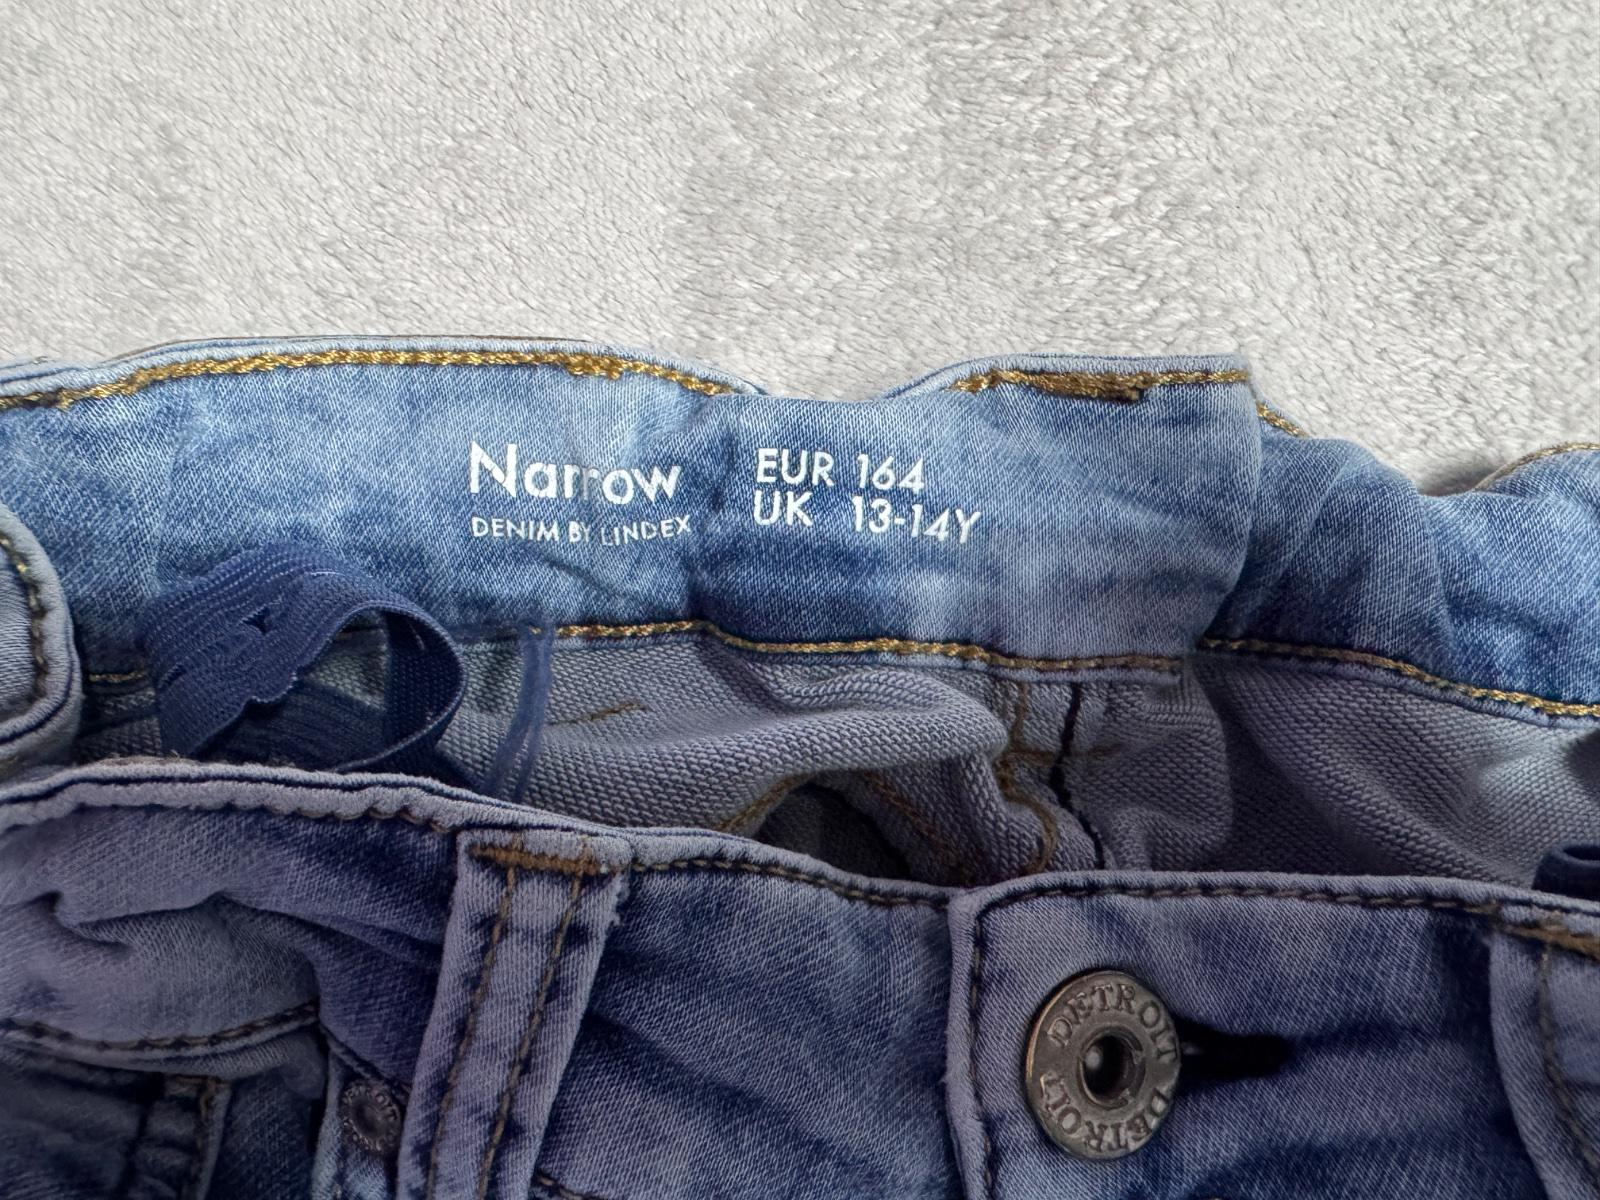 Narrow
DENIM BY LINDEX
EUR 164
UK 13-14Y
DETROIT DETROIT